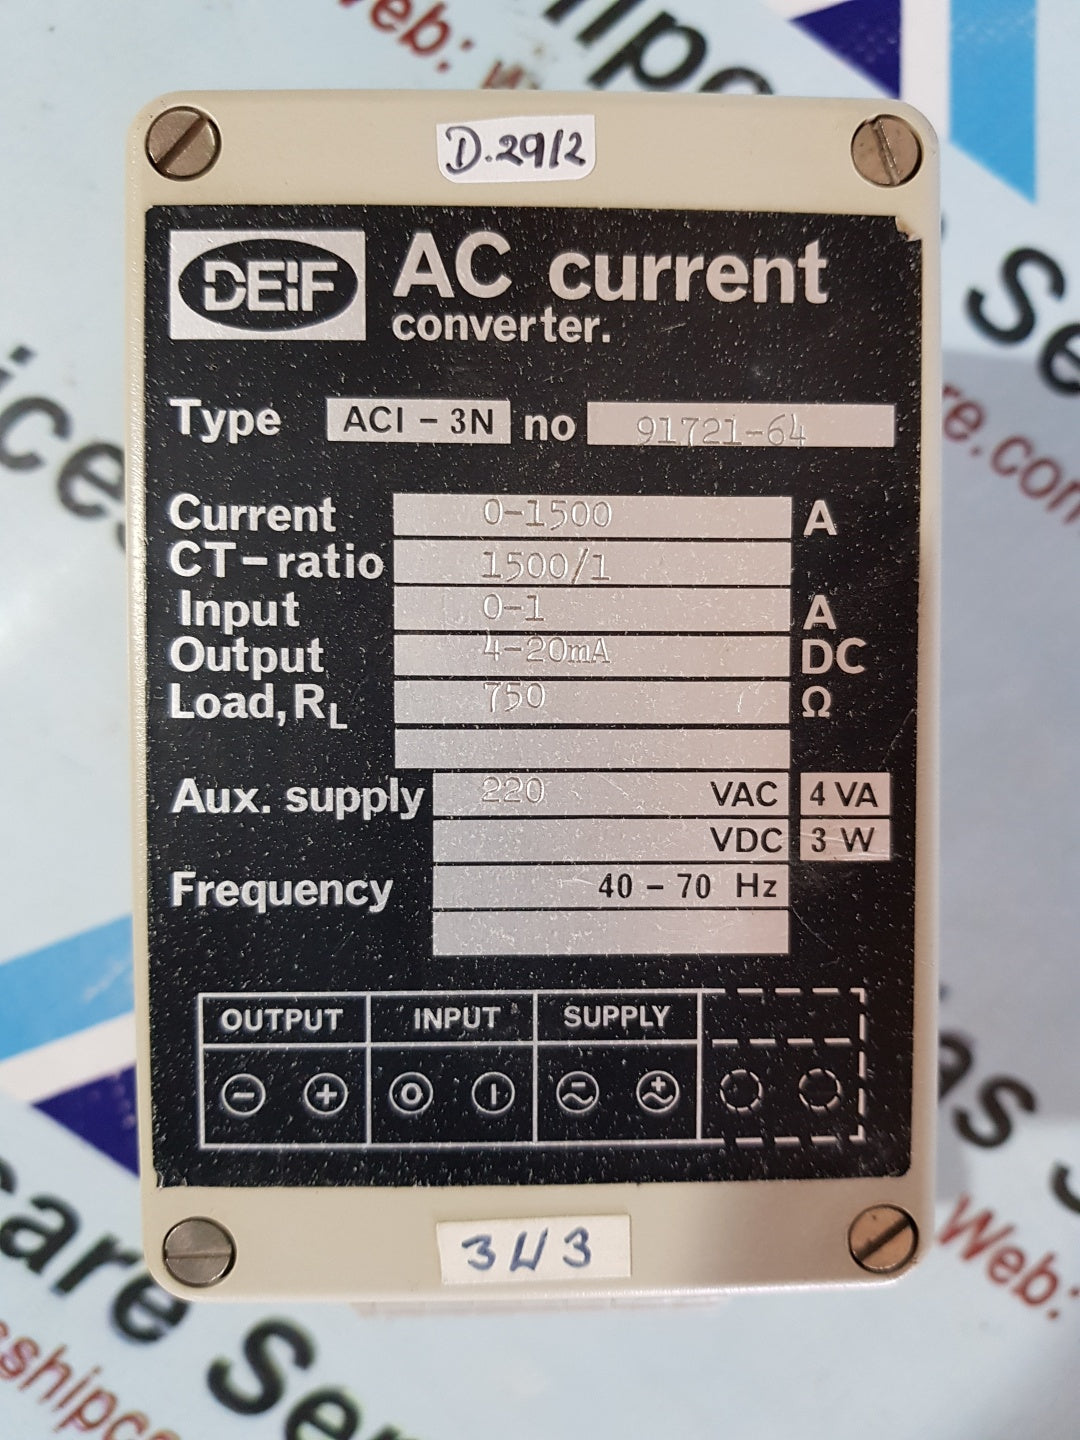 D.29/2
DEIF AC current
converter.
Type ACI - 3N no 91721-64
Current 0-1500 A
CT-ratio 1500/1
Input 0-1 A
Output 4-20mA DC
Load, RL 750 Ω
Aux. supply 220 VAC 4 VA
VDC 3 W
Frequency 40 - 70 Hz
OUTPUT INPUT SUPPLY
Web:
Web: